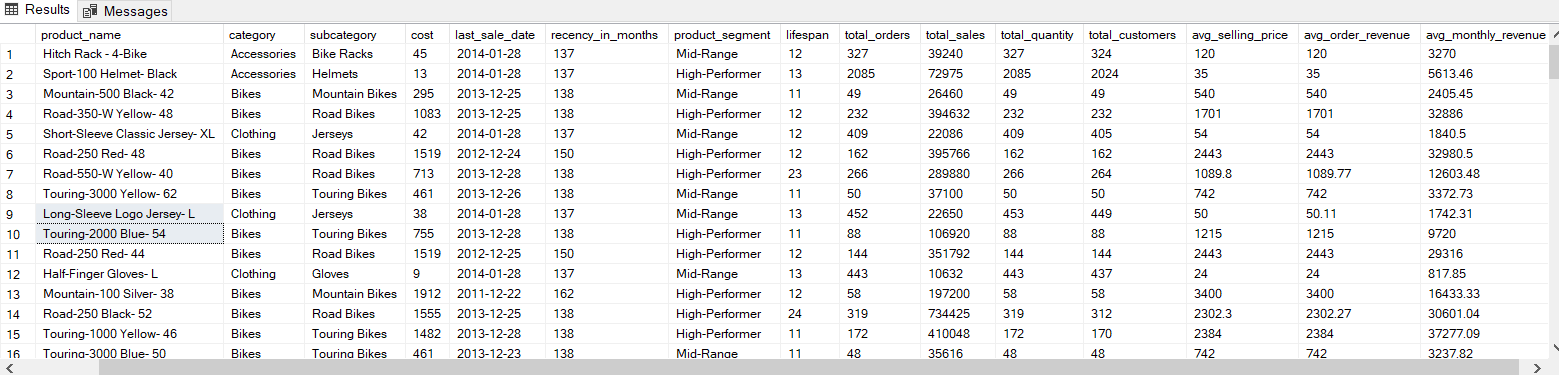 Results Messages
product_name category subcategory cost last_sale_date recency_in_months product_segment lifespan total_orders total_sales total_quantity total_customers avg_selling_price avg_order_revenue avg_monthly_revenue
1 Hitch Rack - 4-Bike Accessories Bike Racks 45 2014-01-28 137 Mid-Range 12 327 39240 327 324 120 120 3270
2 Sport-100 Helmet- Black Accessories Helmets 13 2014-01-28 137 High-Performer 13 2085 72975 2085 2024 35 35 5613.46
3 Mountain-500 Black- 42 Bikes Mountain Bikes 295 2013-12-25 138 Mid-Range 11 49 26460 49 49 540 540 2405.45
4 Road-350-W Yellow- 48 Bikes Road Bikes 1083 2013-12-25 138 High-Performer 12 232 394632 232 232 1701 1701 32886
5 Short-Sleeve Classic Jersey- XL Clothing Jerseys 42 2014-01-28 137 Mid-Range 12 409 22086 409 405 54 54 1840.5
6 Road-250 Red- 48 Bikes Road Bikes 1519 2012-12-24 150 High-Performer 12 162 395766 162 162 2443 2443 32980.5
7 Road-550-W Yellow- 40 Bikes Road Bikes 713 2013-12-28 138 High-Performer 23 266 289880 266 264 1089.8 1089.77 12603.48
8 Touring-3000 Yellow- 62 Bikes Touring Bikes 461 2013-12-26 138 Mid-Range 11 50 37100 50 50 742 742 3372.73
9 Long-Sleeve Logo Jersey- L Clothing Jerseys 38 2014-01-28 137 Mid-Range 13 452 22650 453 449 50 50.11 1742.31
10 Touring-2000 Blue- 54 Bikes Touring Bikes 755 2013-12-28 138 High-Performer 11 88 106920 88 88 1215 1215 9720
11 Road-250 Red- 44 Bikes Road Bikes 1519 2012-12-25 150 High-Performer 12 144 351792 144 144 2443 2443 29316
12 Half-Finger Gloves- L Clothing Gloves 9 2014-01-28 137 Mid-Range 13 443 10632 443 437 24 24 817.85
13 Mountain-100 Silver- 38 Bikes Mountain Bikes 1912 2011-12-22 162 High-Performer 12 58 197200 58 58 3400 3400 16433.33
14 Road-250 Black- 52 Bikes Road Bikes 1555 2013-12-25 138 High-Performer 24 319 734425 319 312 2302.3 2302.27 30601.04
15 Touring-1000 Yellow- 46 Bikes Touring Bikes 1482 2013-12-28 138 High-Performer 11 172 410048 172 170 2384 2384 37277.09
16 Touring-3000 Blue- 50 Bikes Touring Bikes 461 2013-12-23 138 Mid-Range 11 48 35616 48 48 742 742 3237.82